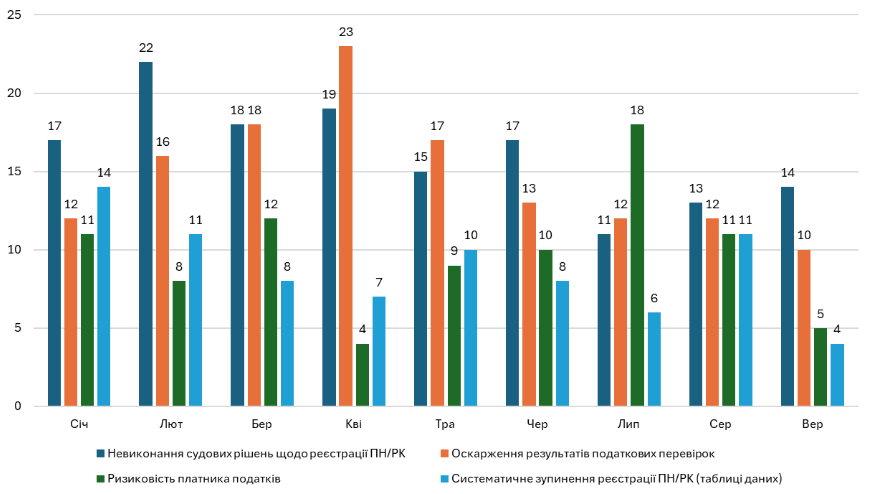 25
20
15
10
5
0
17 12 11 14
22 16 8 11
18 18 12 8
19 23 4 7
15 17 9 10
17 13 10 8
11 12 18 6
13 12 11 11
14 10 5 4
Січ Лют Бер Кві Тра Чер Лип Сер Вер
Невиконання судових рішень щодо реєстрації ПН/РК Оскарження результатів податкових перевірок
Ризиковість платника податків Систематичне зупинення реєстрації ПН/РК (таблиці даних)